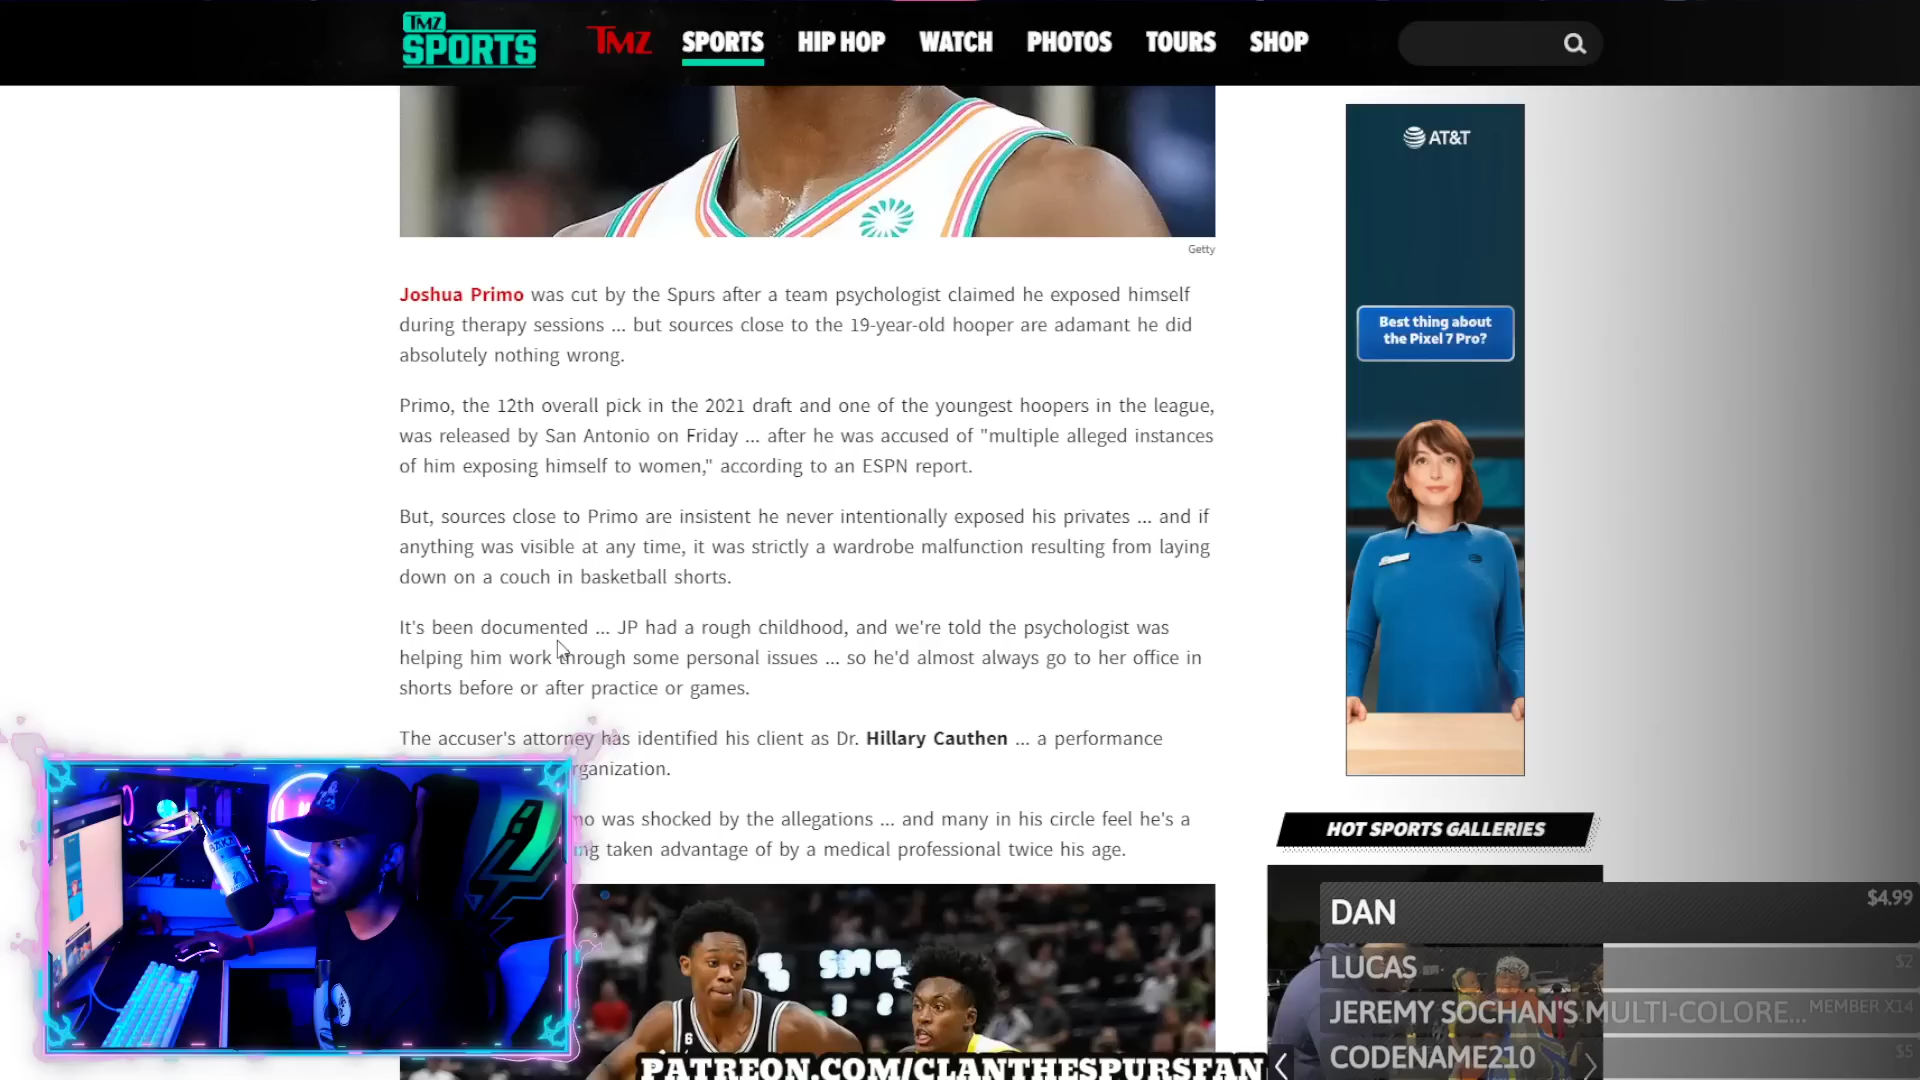 TMZ
SPORTS
TMZ
SPORTS
HIP HOP
WATCH
PHOTOS
TOURS
SHOP
AT&T
Best thing about
the Pixel 7 Pro?
Getty
Joshua Primo was cut by the Spurs after a team psychologist claimed he exposed himself
during therapy sessions ... but sources close to the 19-year-old hooper are adamant he did
absolutely nothing wrong.
Primo, the 12th overall pick in the 2021 draft and one of the youngest hoopers in the league,
was released by San Antonio on Friday ... after he was accused of "multiple alleged instances
of him exposing himself to women," according to an ESPN report.
But, sources close to Primo are insistent he never intentionally exposed his privates ... and if
anything was visible at any time, it was strictly a wardrobe malfunction resulting from laying
down on a couch in basketball shorts.
It's been documented ... JP had a rough childhood, and we're told the psychologist was
helping him work through some personal issues ... so he'd almost always go to her office in
shorts before or after practice or games.
The accuser's attorney has identified his client as Dr. Hillary Cauthen ... a performance
rganization.
mo was shocked by the allegations ... and many in his circle feel he's a
ng taken advantage of by a medical professional twice his age.
HOT SPORTS GALLERIES
DAN $4.99
LUCAS $2
JEREMY SOCHAN'S MULTI-COLORE... MEMBER X14
CODENAME210 $5
6
PATREON.COM/CLANTHESPURSFAN